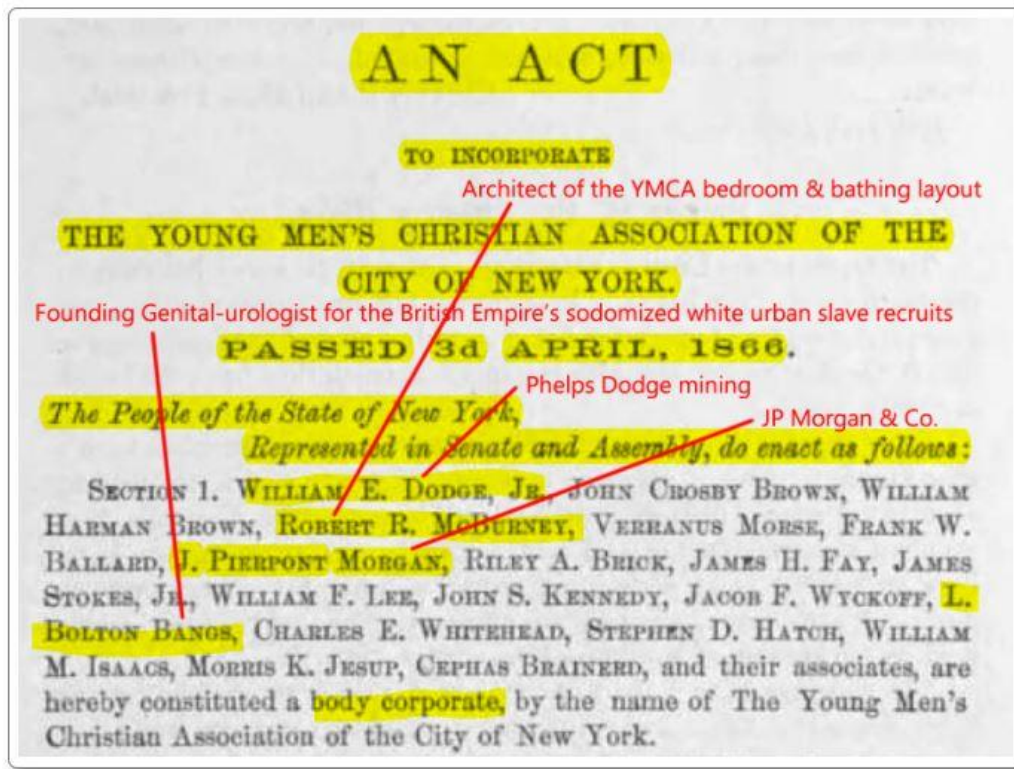 AN ACT
TO INCORPORATE
Architect of the YMCA bedroom & bathing layout
THE YOUNG MEN'S CHRISTIAN ASSOCIATION OF THE
CITY OF NEW YORK.
Founding Genital-urologist for the British Empire's sodomized white urban slave recruits
PASSED 3d APRIL, 1866.
Phelps Dodge mining
The People of the State of New York,
JP Morgan & Co.
Represented in Senate and Assembly, do enact as follows:
SECTION 1. WILLIAM E. DODGE, JR., JOHN CROSBY BROWN, WILLIAM
HARMAN BROWN, ROBERT R. MCBURNEY, VERRANUS MORSE, FRANK W.
BALLARD, J. PIERPONT MORGAN, RILEY A. BRICK, JAMES H. FAY, JAMES
STOKES, JR., WILLIAM F. LEE, JOHN S. KENNEDY, JACOB F. WYCKOFF, L.
BOLTON BANGS, CHARLES E. WHITEHEAD, STEPHEN D. HATCH, WILLIAM
M. ISAACS, MORRIS K. JESUP, CEPHAS BRAINERD, and their associates, are
hereby constituted a body corporate, by the name of The Young Men's
Christian Association of the City of New York.